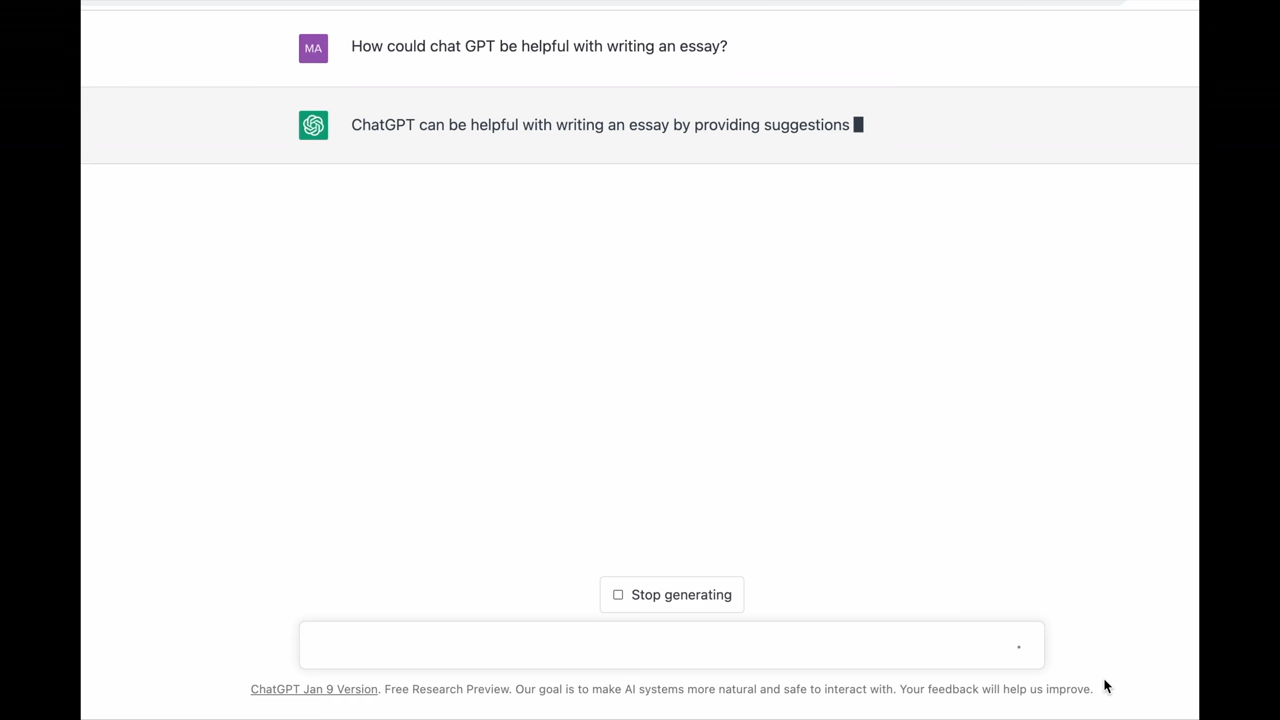 MA How could chat GPT be helpful with writing an essay?
ChatGPT can be helpful with writing an essay by providing suggestions
Stop generating
ChatGPT Jan 9 Version. Free Research Preview. Our goal is to make AI systems more natural and safe to interact with. Your feedback will help us improve.